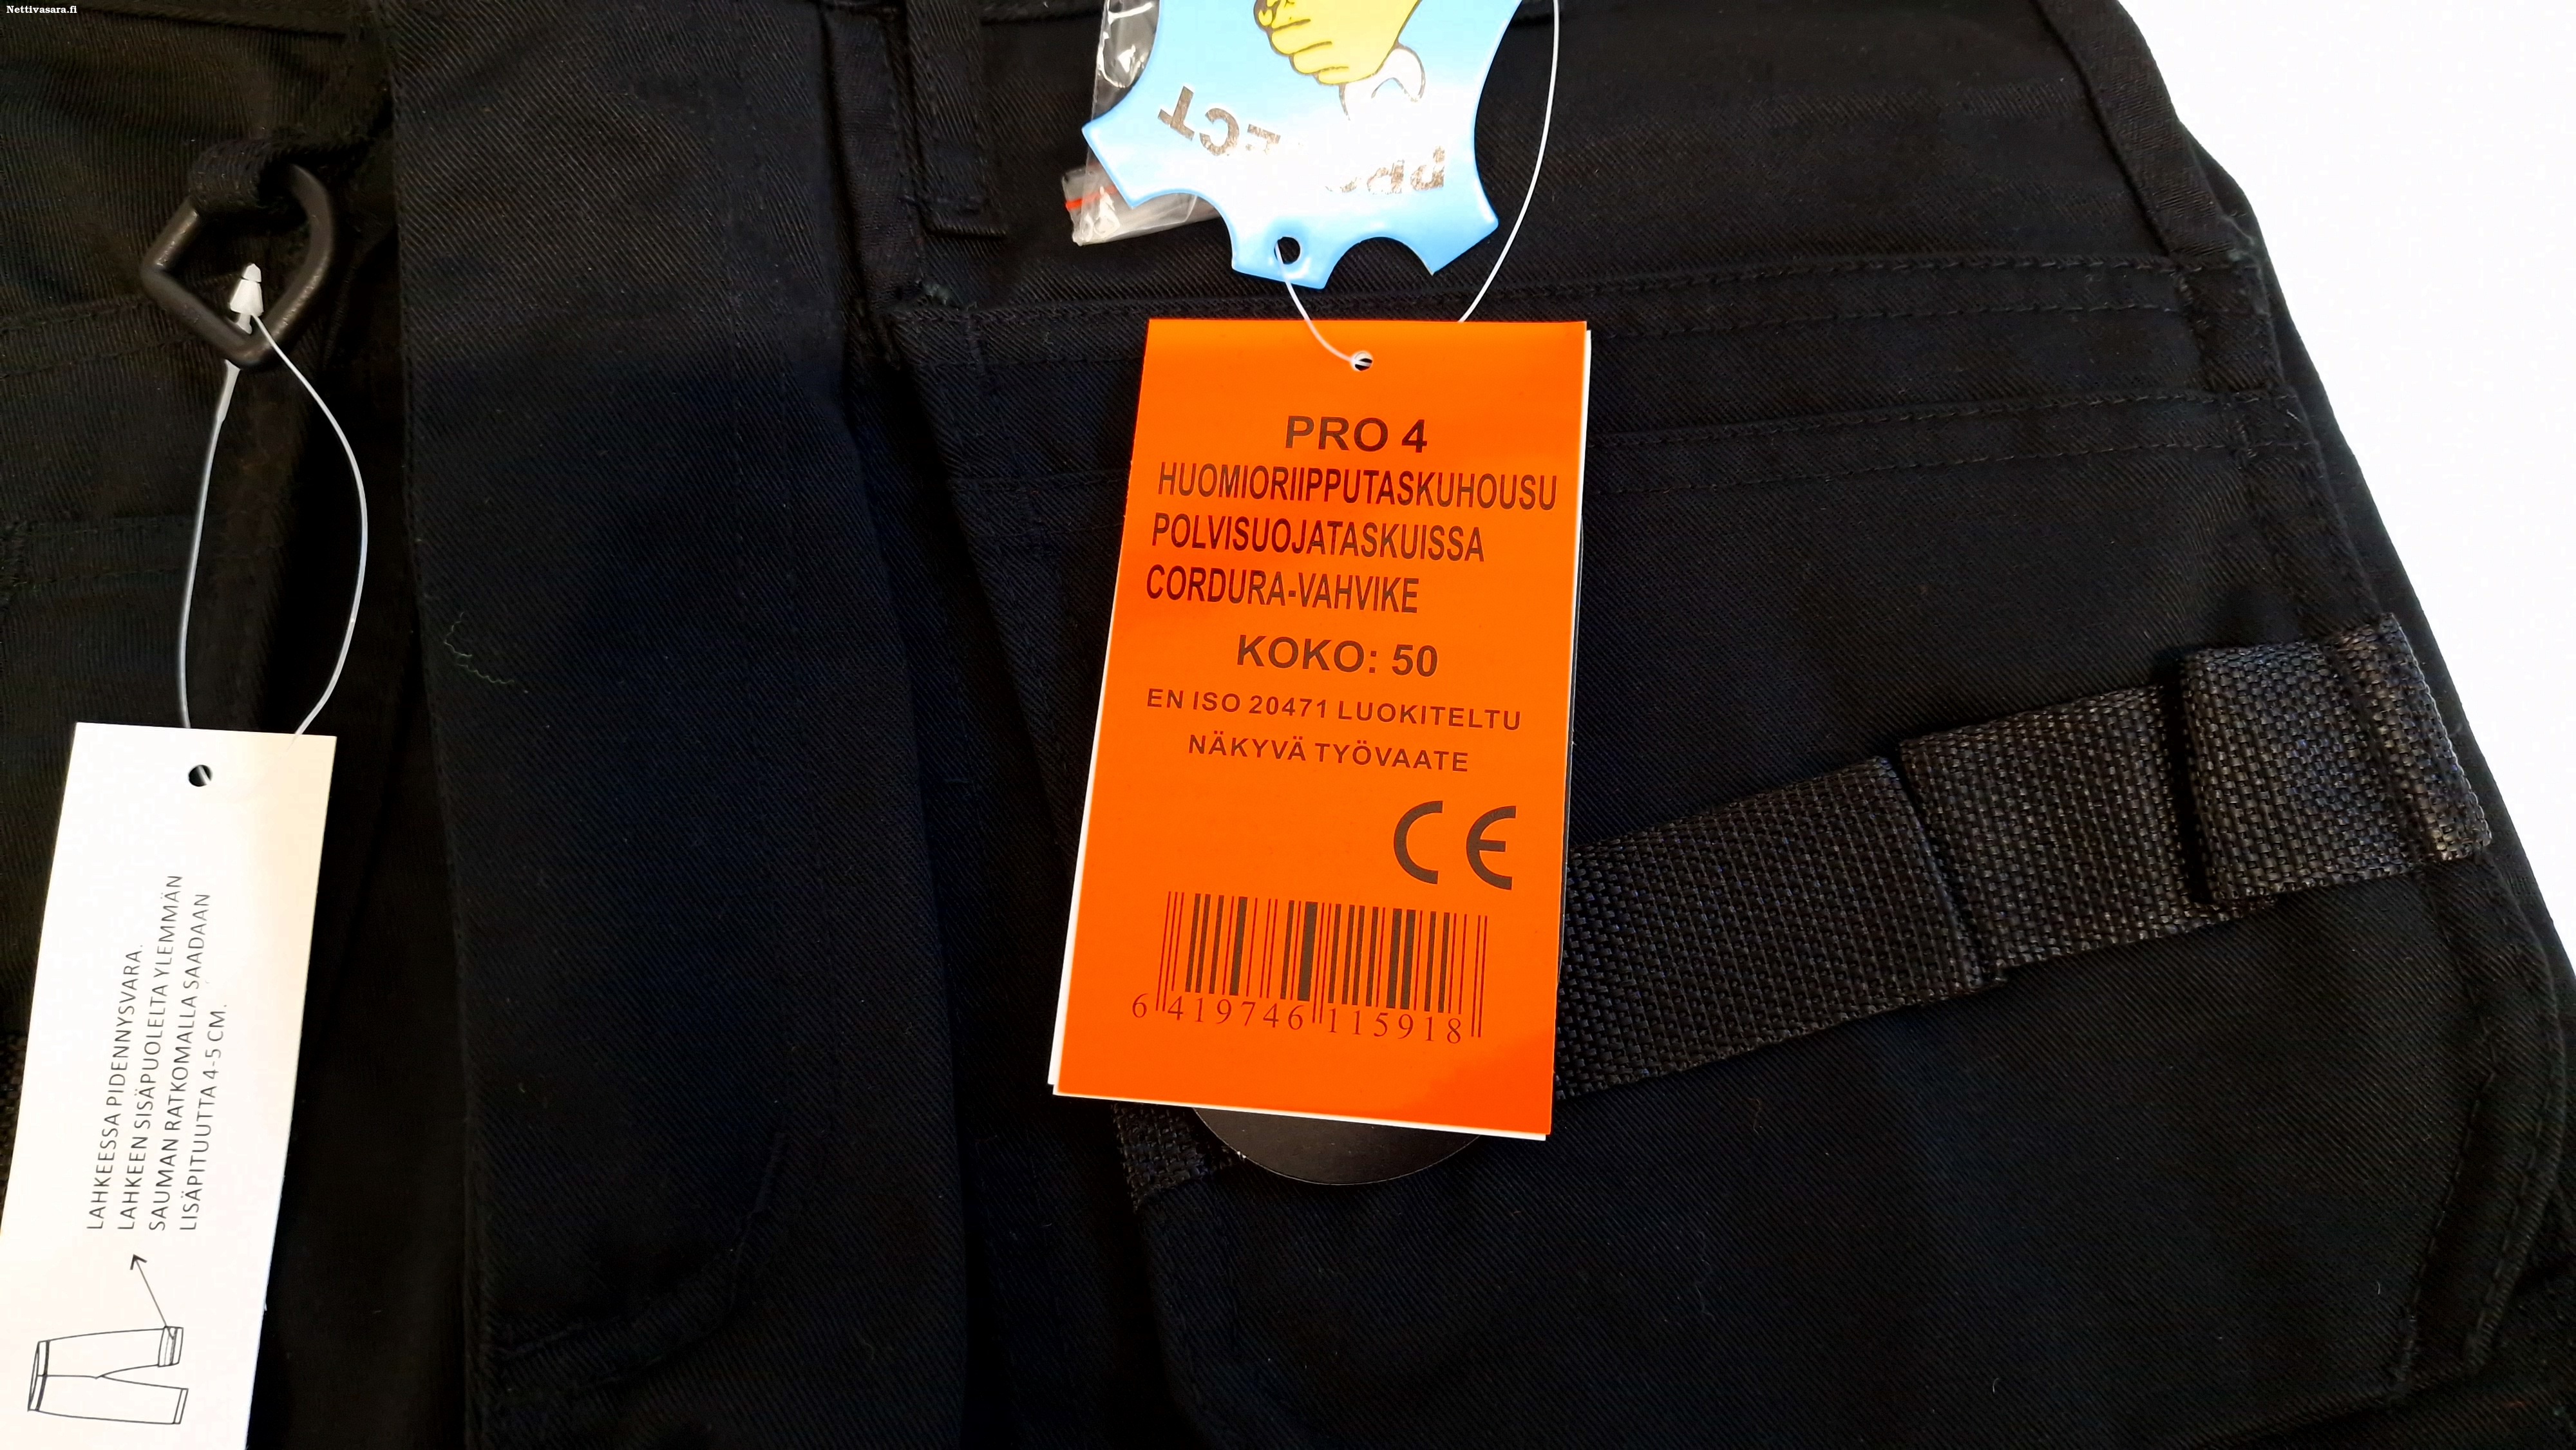 Nettivasara.fi
PRO 4
HUOMIORIIPPUTASKUHOUSU
POLVISUOJATASKUISSA
CORDURA-VAHVIKE
KOKO: 50
EN ISO 20471 LUOKITELTU
NÄKYVÄ TYÖVAATE
CE
6 419746 115918
LAHKEESSA PIDENNYSVARA.
LAHKEEN SISÄPUOLELTA YLEMMÄN
SAUMAN RATKOMALLA SAADAAN
LISÄPITUUTTA 4-5 CM.